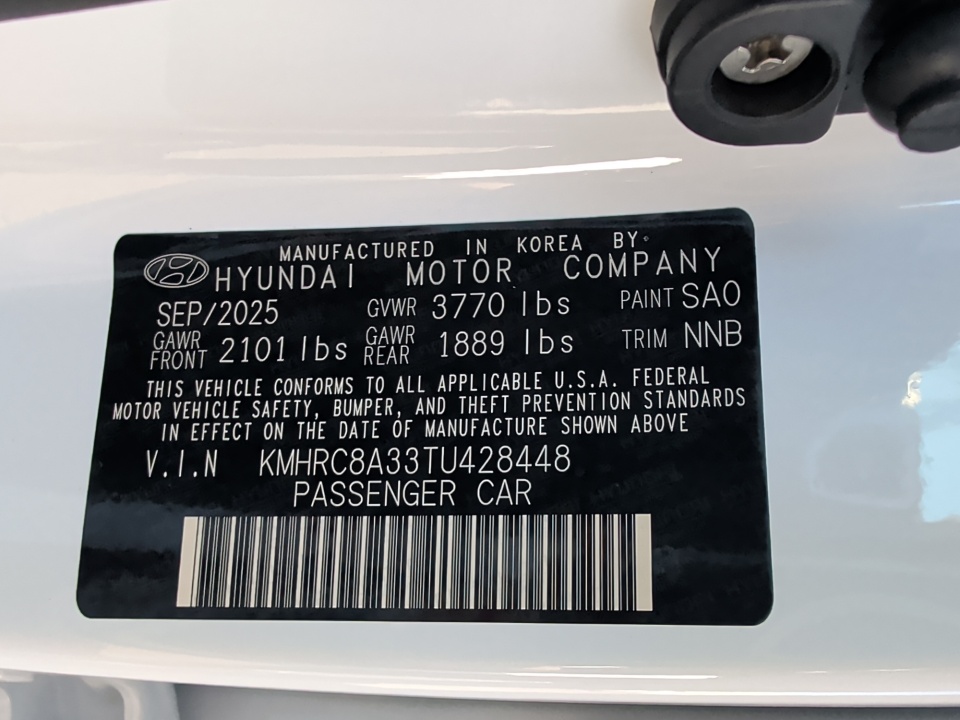 MANUFACTURED IN KOREA BY:
HYUNDAI MOTOR COMPANY
SEP/2025 GVWR 3770 lbs PAINT SAO
GAWR FRONT 2101 lbs GAWR REAR 1889 lbs TRIM NNB
THIS VEHICLE CONFORMS TO ALL APPLICABLE U.S.A. FEDERAL
MOTOR VEHICLE SAFETY, BUMPER, AND THEFT PREVENTION STANDARDS
IN EFFECT ON THE DATE OF MANUFACTURE SHOWN ABOVE
V.I.N KMHRC8A33TU428448
PASSENGER CAR